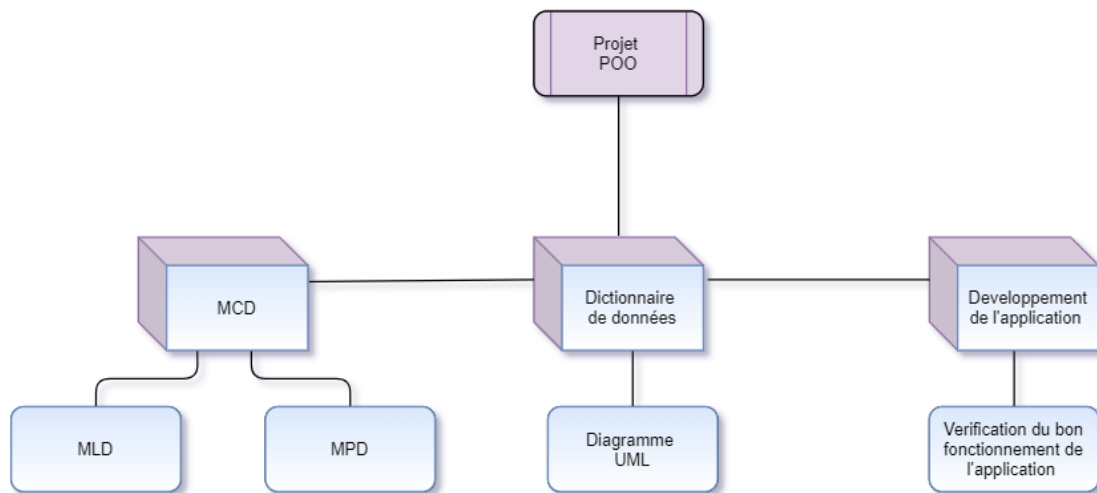 Projet
POO
MCD
Dictionnaire
de données
Developpement
de l'application
MLD
MPD
Diagramme
UML
Verification du bon
fonctionnement de
l'application